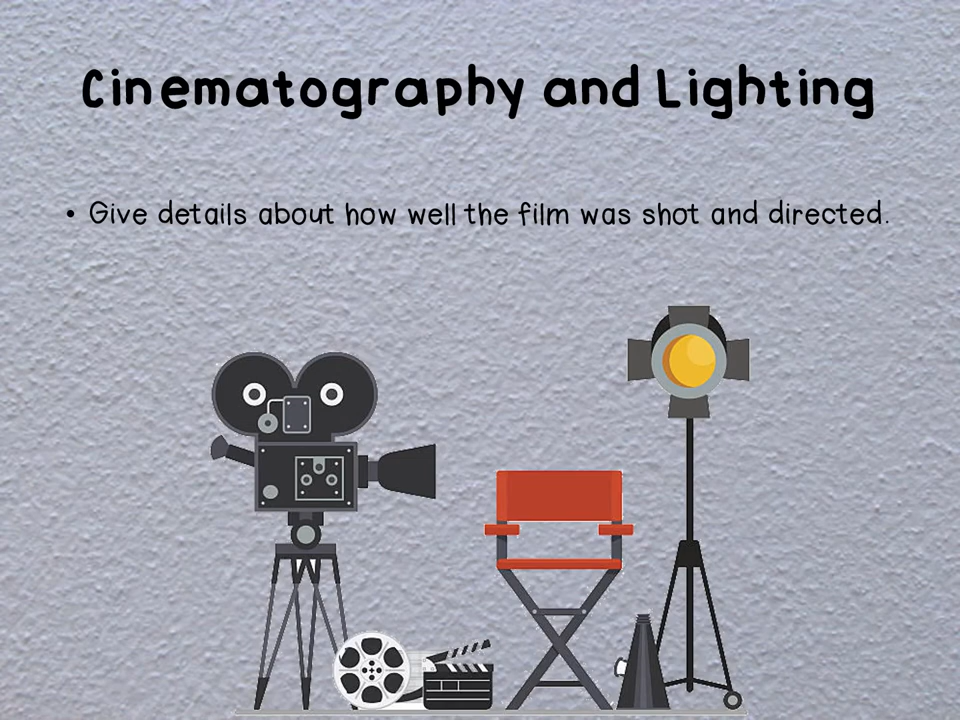 Cinematography and Lighting
• Give details about how well the film was shot and directed.